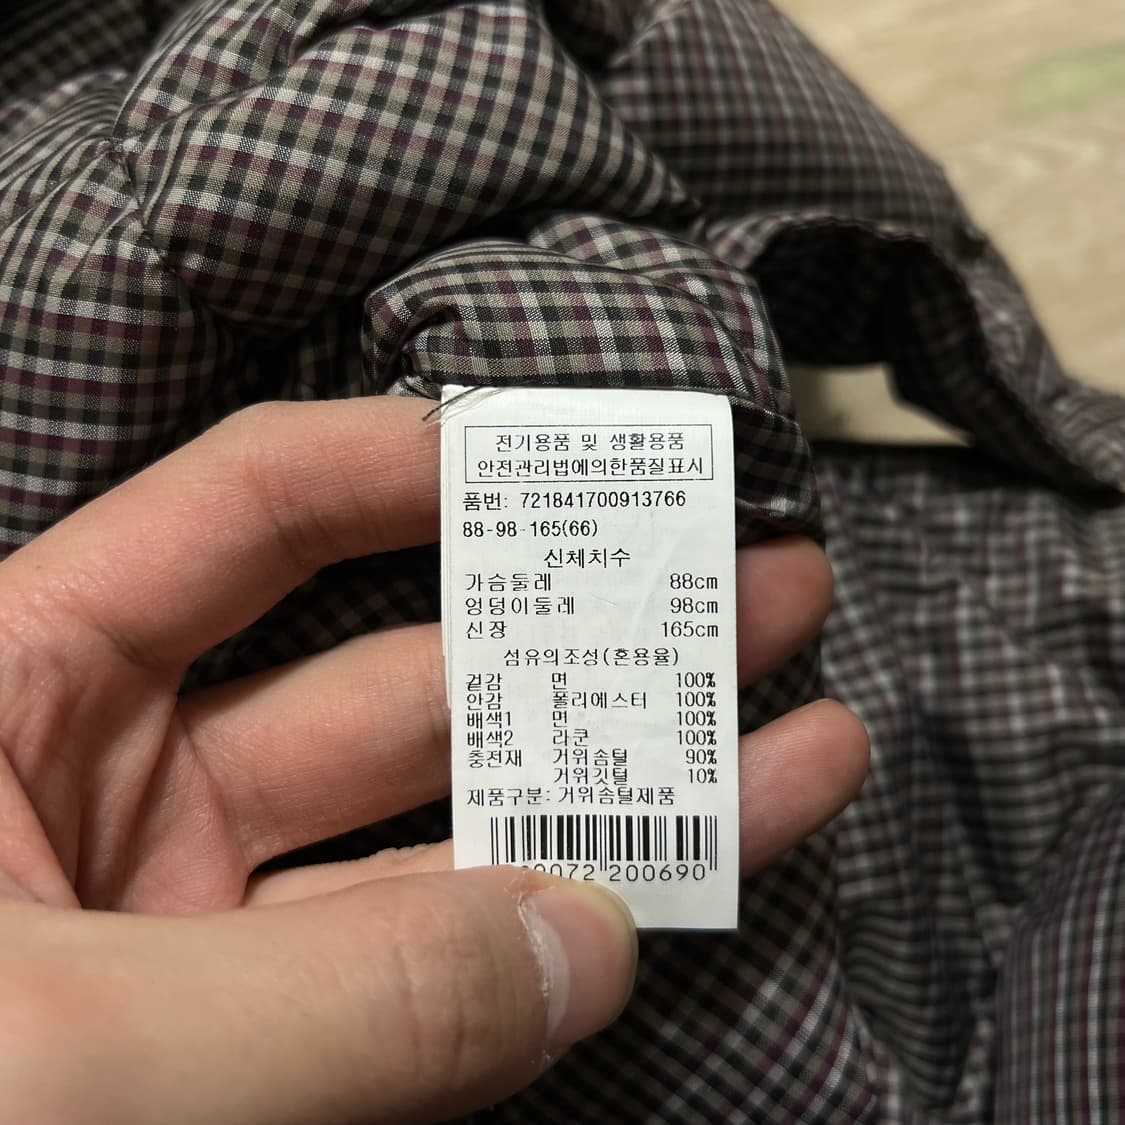 전기용품 및 생활용품
안전관리법에의한품질표시
품번: 721841700913766
88-98-165(66)
신체치수
가슴둘레 88cm
엉덩이둘레 98cm
신장 165cm
섬유의조성(혼용율)
겉감 면 100%
안감 폴리에스터 100%
배색1 면 100%
배색2 라쿤 100%
충전재 거위솜털 90%
거위깃털 10%
제품구분: 거위솜털제품
0072 200690